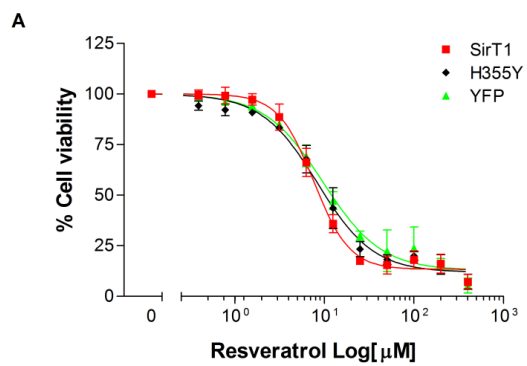 A
125
100
75
50
25
0
% Cell viability
SirT1
H355Y
YFP
0
10⁰
10¹
10²
10³
Resveratrol Log[μM]